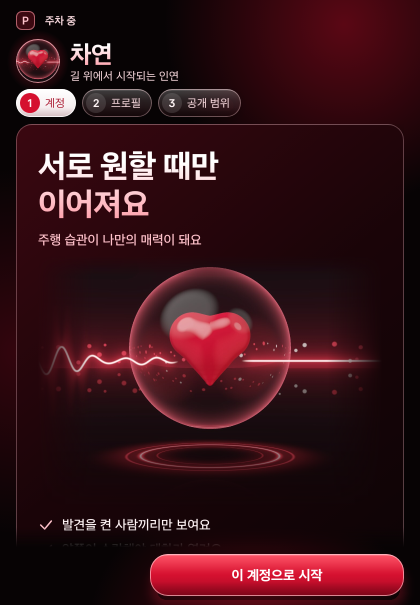 P 주차 중
차연
길 위에서 시작되는 인연
1 계정 2 프로필 3 공개 범위
서로 원할 때만
이어져요
주행 습관이 나만의 매력이 돼요
발견을 켠 사람끼리만 보여요
이 계정으로 시작